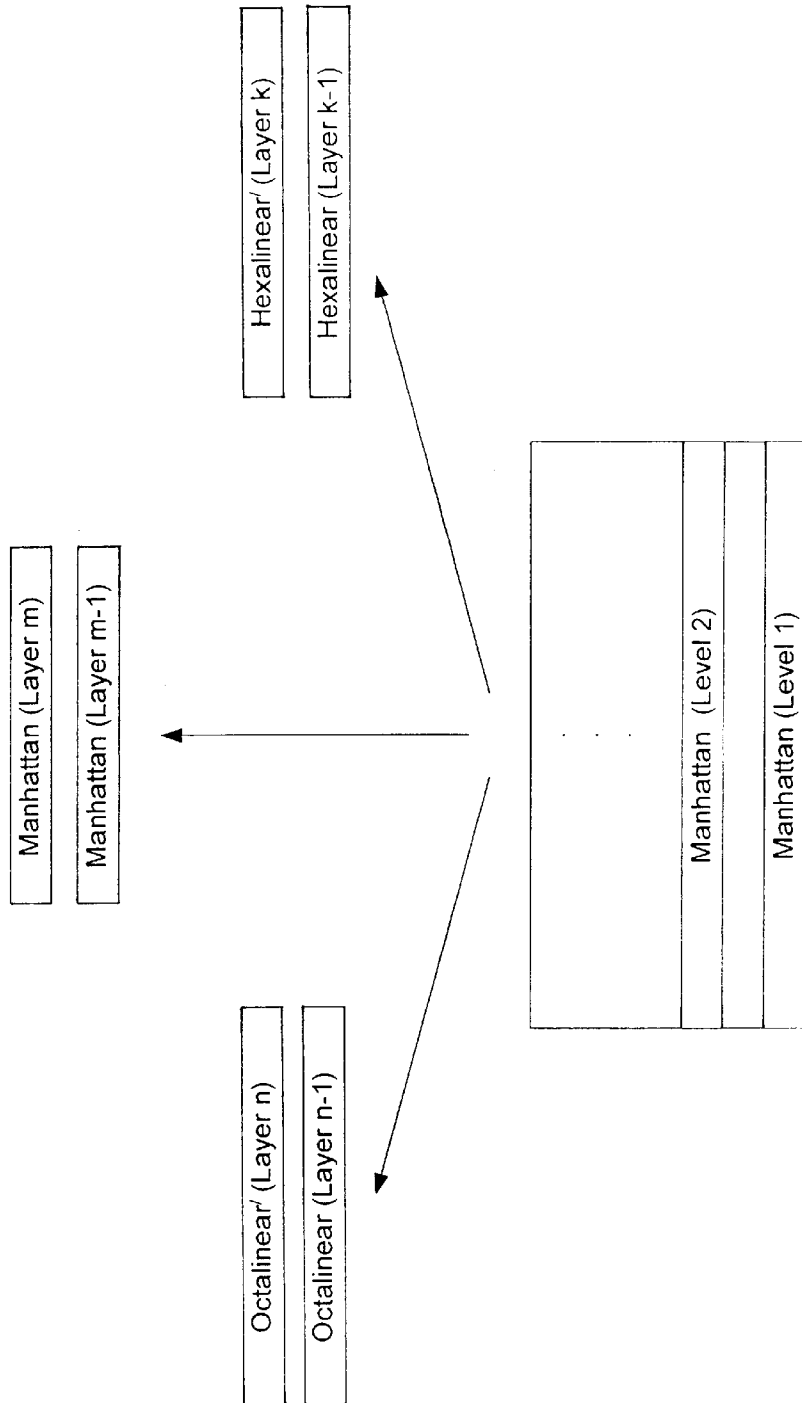 Manhattan (Layer m)
Manhattan (Layer m-1)
Octalinear' (Layer n)
Octalinear (Layer n-1)
Hexalinear' (Layer k)
Hexalinear (Layer k-1)
. . .
Manhattan (Level 2)
Manhattan (Level 1)